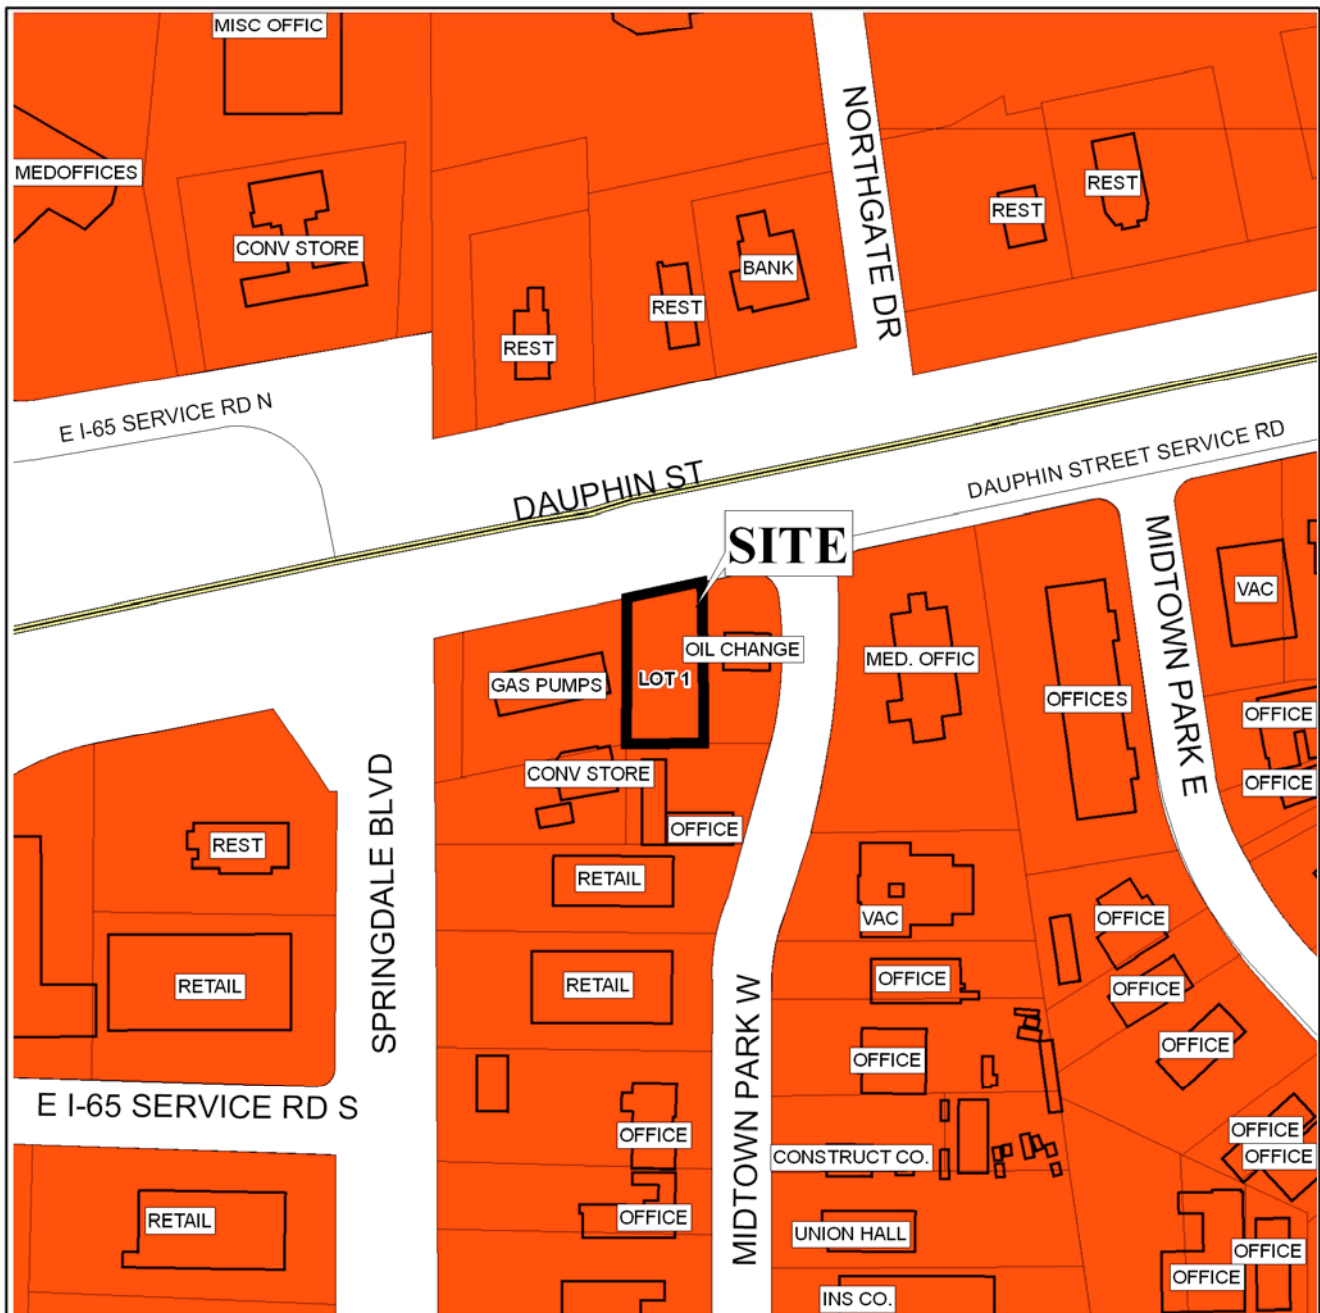 MISC OFFIC
MEDOFFICES
CONV STORE
NORTHGATE DR
REST
REST
BANK
REST
REST
E I-65 SERVICE RD N
DAUPHIN ST
DAUPHIN STREET SERVICE RD
SITE
MIDTOWN PARK E
VAC
OIL CHANGE
MED. OFFIC
LOT 1
GAS PUMPS
OFFICES
OFFICE
CONV STORE
OFFICE
SPRINGDALE BLVD
OFFICE
REST
RETAIL
VAC
OFFICE
RETAIL
RETAIL
OFFICE
OFFICE
MIDTOWN PARK W
OFFICE
OFFICE
E I-65 SERVICE RD S
OFFICE
OFFICE
CONSTRUCT CO.
OFFICE
RETAIL
OFFICE
UNION HALL
OFFICE
OFFICE
INS CO.